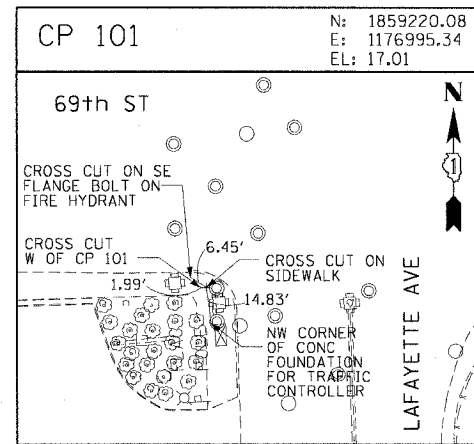 CP 101
N: 1859220.08
E: 1176995.34
EL: 17.01
69th ST
N
1
CROSS CUT ON SE
FLANGE BOLT ON
FIRE HYDRANT
CROSS CUT
W OF CP 101
6.45'
CROSS CUT ON
SIDEWALK
1.99'
14.83'
NW CORNER
OF CONC
FOUNDATION
FOR TRAFFIC
CONTROLLER
LAFAYETTE AVE